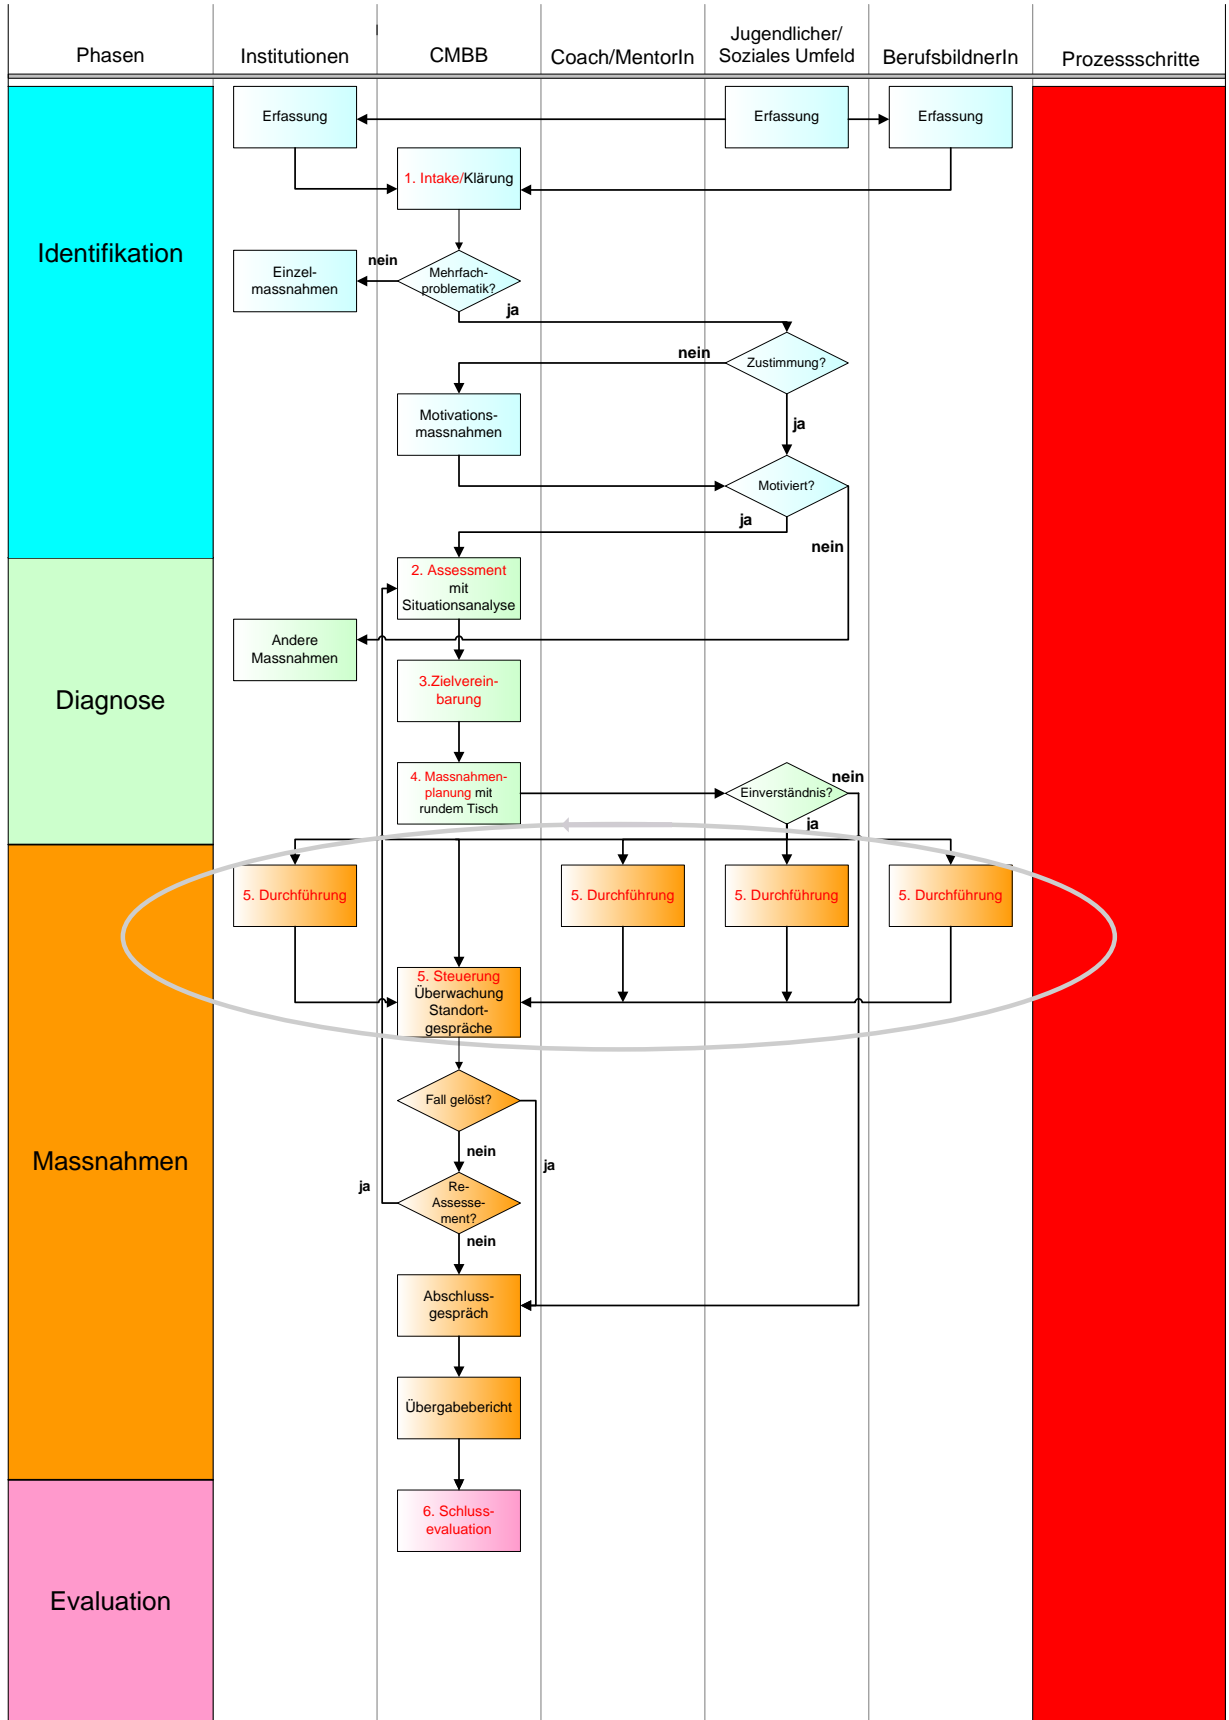 Phasen
Institutionen
CMBB
Coach/MentorIn
Jugendlicher/
Soziales Umfeld
BerufsbildnerIn
Prozessschritte
Identifikation
Erfassung
Erfassung
Erfassung
1. Intake/Klärung
Einzel-
massnahmen
nein
Mehrfach-
problematik?
ja
nein
Zustimmung?
Motivations-
massnahmen
ja
Motiviert?
ja
nein
Diagnose
2. Assessment
mit
Situationsanalyse
Andere
Massnahmen
3.Zielverein-
barung
4. Massnahmen-
planung mit
rundem Tisch
Einverständnis?
nein
ja
Massnahmen
5. Durchführung
5. Durchführung
5. Durchführung
5. Durchführung
5. Steuerung
Überwachung
Standort-
gespräche
Fall gelöst?
nein
ja
ja
Re-
Assesse-
ment?
nein
Abschluss-
gespräch
Übergabebericht
Evaluation
6. Schluss-
evaluation